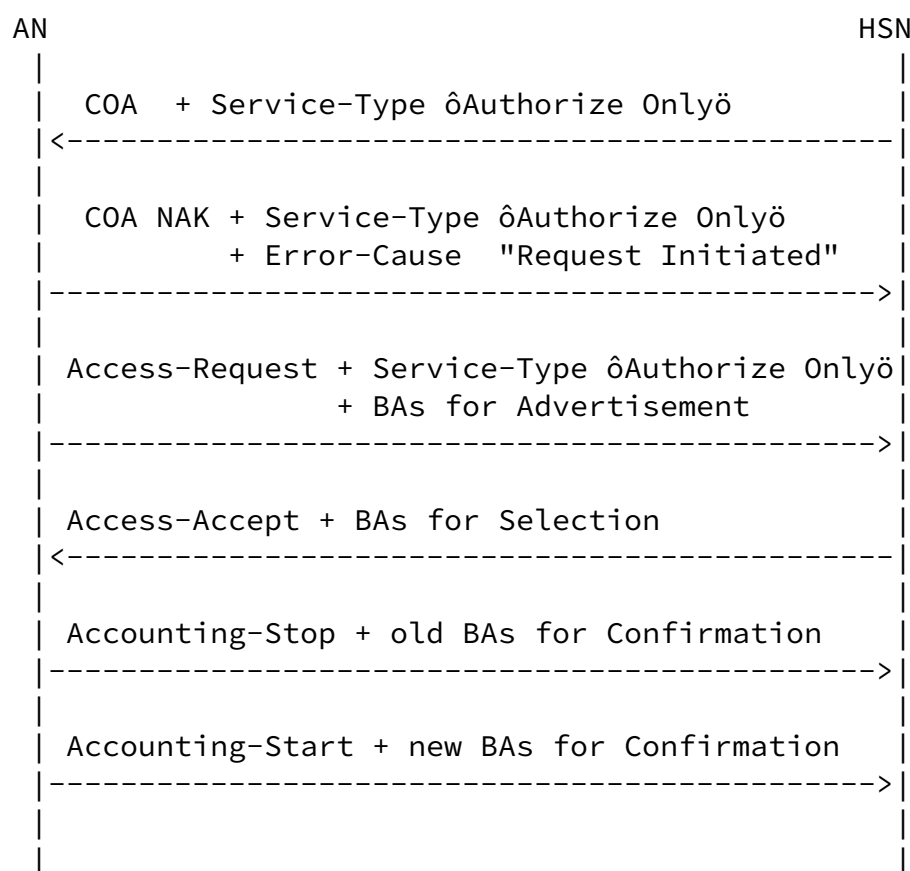 AN HSN
COA + Service-Type ôAuthorize Onlyö
COA NAK + Service-Type ôAuthorize Onlyö
+ Error-Cause "Request Initiated"
Access-Request + Service-Type ôAuthorize Onlyö
+ BAs for Advertisement
Access-Accept + BAs for Selection
Accounting-Stop + old BAs for Confirmation
Accounting-Start + new BAs for Confirmation